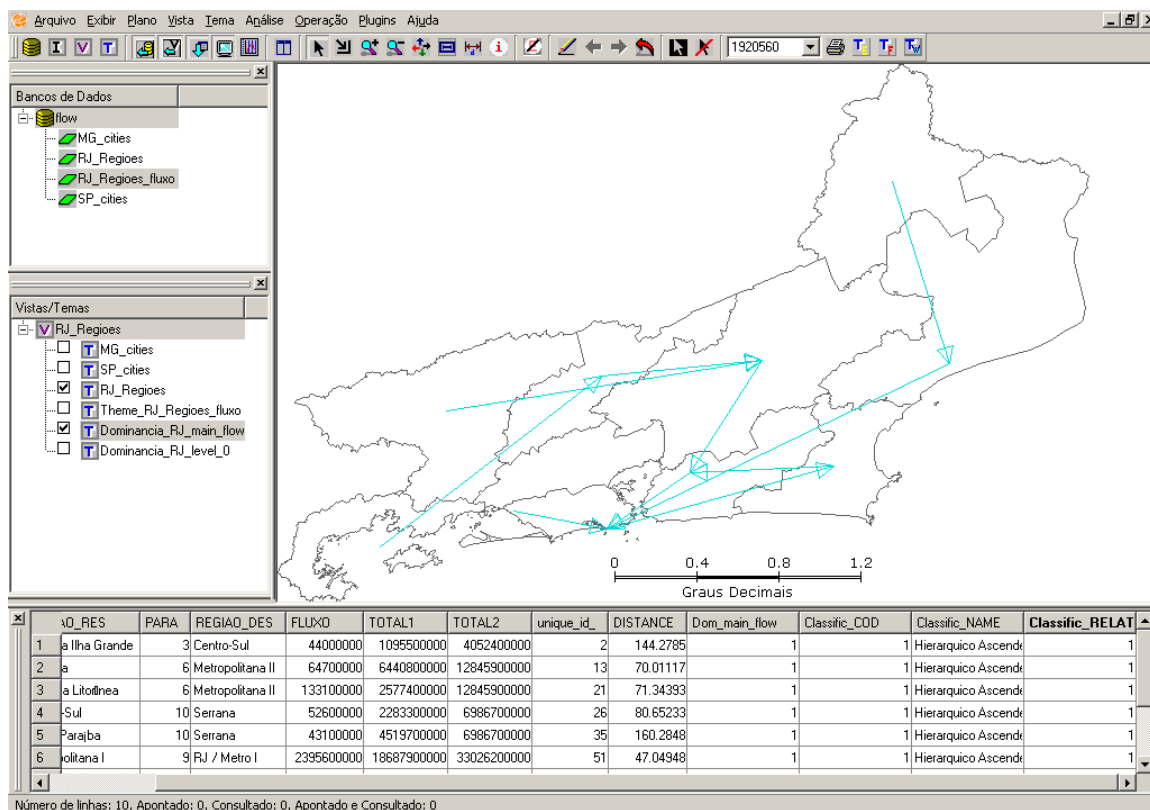 Arquivo Exibir Plano Vista Tema Análise Operação Plugins Ajuda
I V T 1920560
Bancos de Dados
flow
MG_cities
RJ_Regioes
RJ_Regioes_fluxo
SP_cities
Vistas/Temas
V RJ_Regioes
T MG_cities
T SP_cities
T RJ_Regioes
T Theme_RJ_Regioes_fluxo
T Dominancia_RJ_main_flow
T Dominancia_RJ_level_0
0 0.4 0.8 1.2
Graus Decimais
ÃO_RES PARA REGIAO_DES FLUXO TOTAL1 TOTAL2 unique_id_ DISTANCE Dom_main_flow Classific_COD Classific_NAME Classific_RELAT
1 a Ilha Grande 3 Centro-Sul 44000000 1095500000 4052400000 2 144.2785 1 1 Hierarquico Ascende 1
2 a 6 Metropolitana II 64700000 6440800000 12845900000 13 70.01117 1 1 Hierarquico Ascende 1
3 a 6 Metropolitana II 133100000 2577400000 12845900000 21 71.34393 1 1 Hierarquico Ascende 1
4 -Sul 10 Serrana 52600000 2283300000 6986700000 26 80.65233 1 1 Hierarquico Ascende 1
5 10 Serrana 43100000 4519700000 6986700000 35 160.2848 1 1 Hierarquico Ascende 1
6 olitana I 9 RJ / Metro I 2395600000 18687900000 33026200000 51 47.04948 1 1 Hierarquico Ascende 1
Número de linhas: 10, Apontado: 0, Consultado: 0, Apontado e Consultado: 0